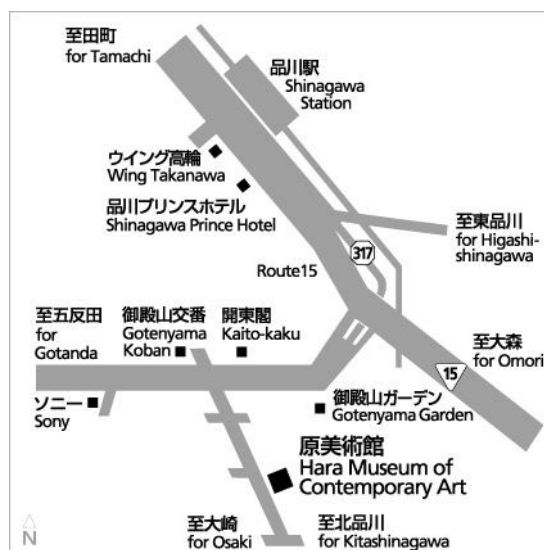 至田町
for Tamachi
品川駅
Shinagawa
Station
ウイング高輪
Wing Takanawa
品川プリンスホテル
Shinagawa Prince Hotel
至東品川
for Higashi-
shinagawa
317
Route15
至五反田
for
Gotanda
御殿山交番
Gotenyama
Koban
開東閣
Kaito-kaku
至大森
for Omori
15
ソニー
Sony
御殿山ガーデン
Gotenyama Garden
原美術館
Hara Museum of
Contemporary Art
至大崎
for Osaki
至北品川
for Kitashinagawa
N